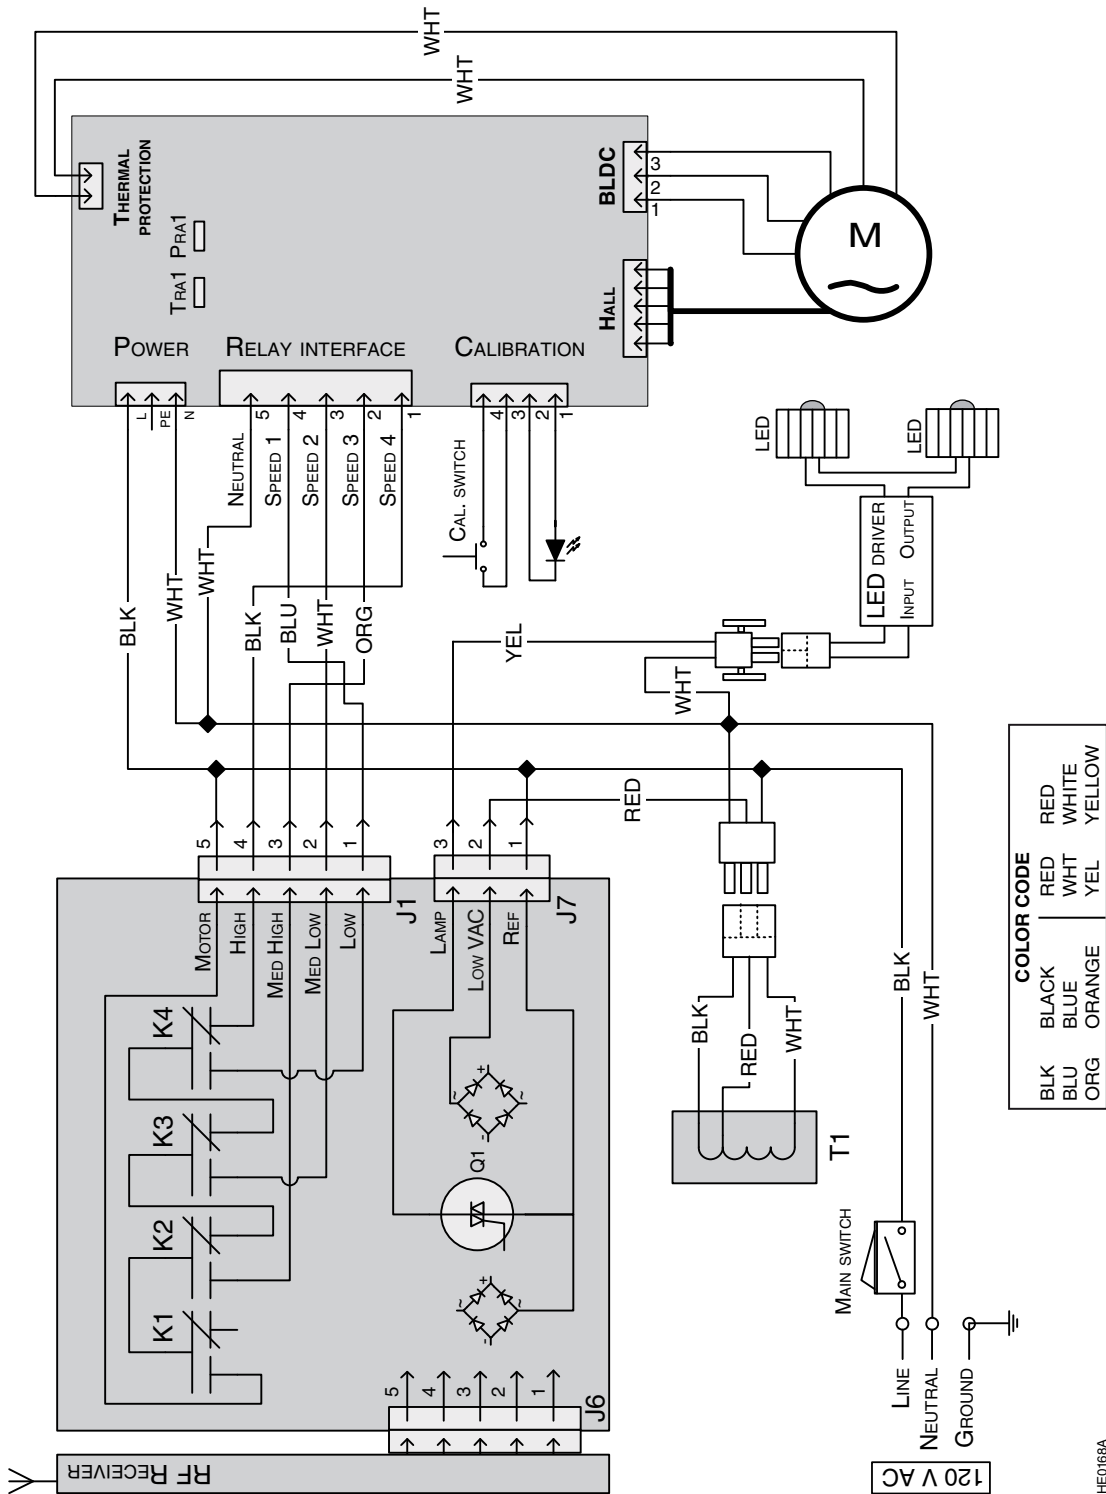 WHT
WHT
THERMAL
PROTECTION
TRA1
PRA1
POWER
RELAY INTERFACE
CALIBRATION
HALL
BLDC
1
2
3
M
L
PE
N
5
4
3
2
1
4
3
2
1
NEUTRAL
SPEED 1
SPEED 2
SPEED 3
SPEED 4
CAL. SWITCH
BLK
WHT
WHT
BLK
BLU
WHT
ORG
YEL
WHT
RED
LED
LED
LED DRIVER
INPUT
OUTPUT
5
4
3
2
1
J1
3
2
1
J7
MOTOR
HIGH
MED HIGH
MED LOW
LOW
LAMP
LOW VAC
REF
K4
K3
K2
K1
~
+
-
~
Q1
~
+
-
~
5
4
3
2
1
J6
RF RECEIVER
BLK
RED
WHT
T1
BLK
WHT
MAIN SWITCH
LINE
NEUTRAL
GROUND
120 V AC
COLOR CODE
BLK BLACK RED RED
BLU BLUE WHT WHITE
ORG ORANGE YEL YELLOW
HE0168A